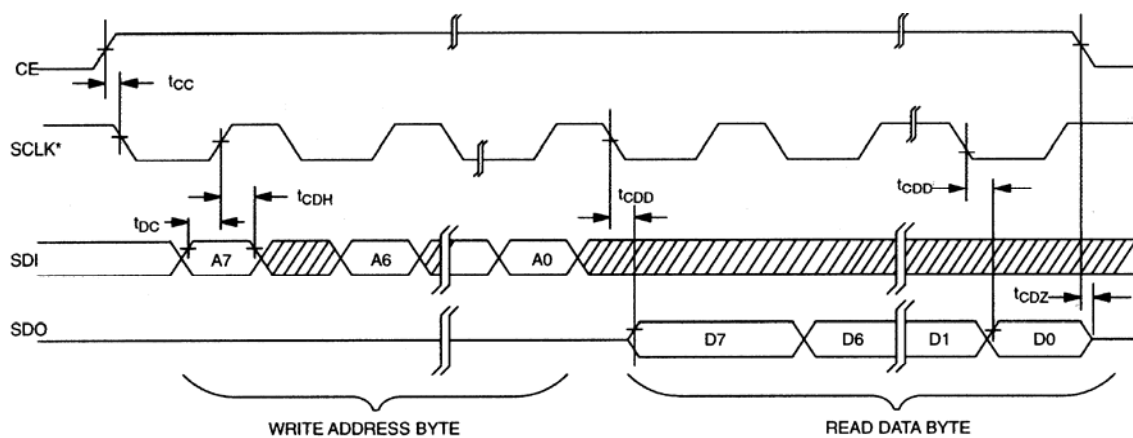 CE
tCC
SCLK*
tCDH
tCDD
tCDD
tDC
SDI
A7
A6
A0
tCDZ
SDO
D7
D6
D1
D0
WRITE ADDRESS BYTE
READ DATA BYTE